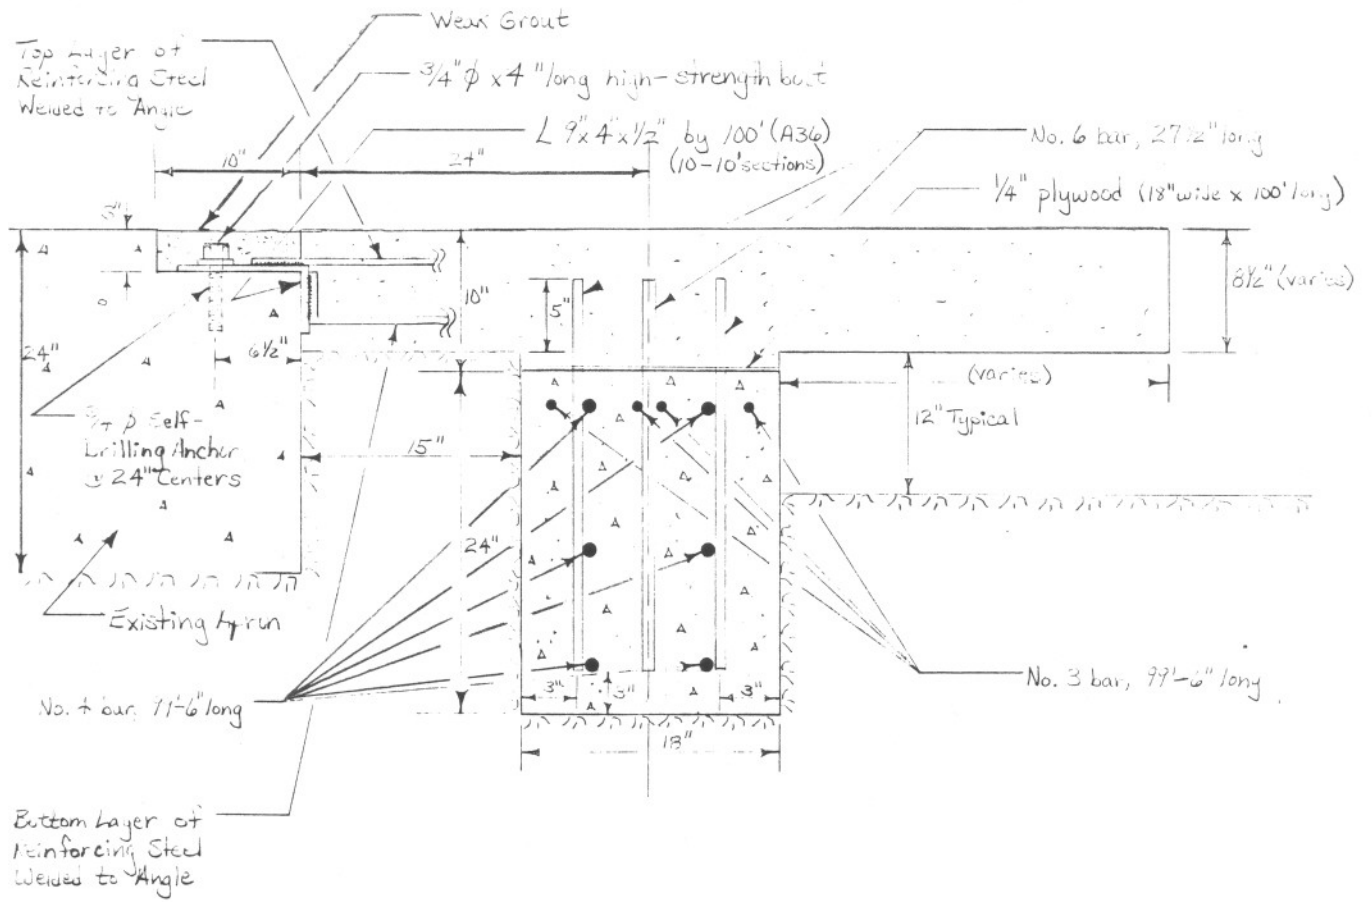 Weak Grout
Top Layer of
Reinforcing Steel
Welded to Angle
3/4" φ x 4" long high-strength bolt
L 9"x 4"x 1/2" by 100' (A36)
(10-10' sections)
No. 6 bar, 27 1/2" long
1/4" plywood (18" wide x 100' long)
10"
24"
3"
10"
5"
8 1/2" (varies)
24"
6 1/2"
(varies)
12" Typical
3/4 φ Self-
Drilling Anchor
24" Centers
15"
24"
Existing Apron
No. 3 bar, 99'-6" long
3"
3"
3"
No. bar, long
18"
Bottom Layer of
Reinforcing Steel
Welded to Angle